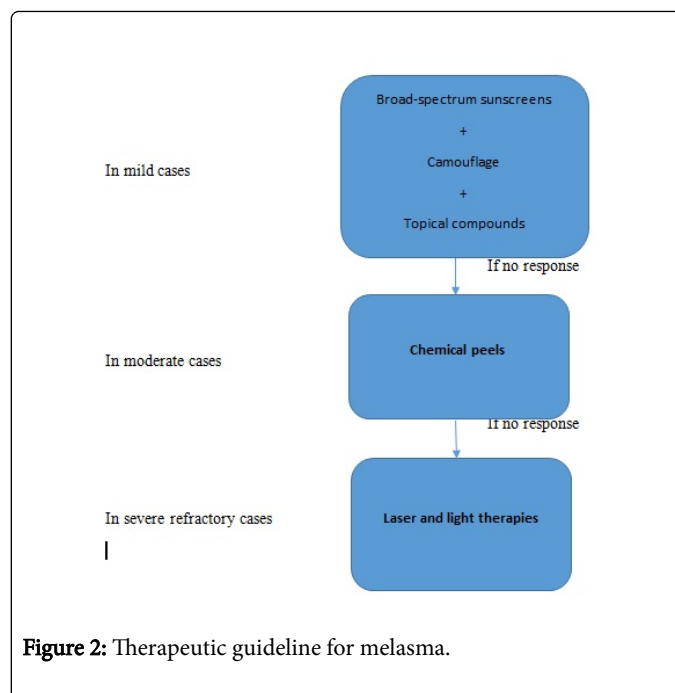 Broad-spectrum sunscreens
+
In mild cases
Camouflage
+
Topical compounds
If no response
In moderate cases
Chemical peels
If no response
In severe refractory cases
Laser and light therapies
Figure 2: Therapeutic guideline for melasma.